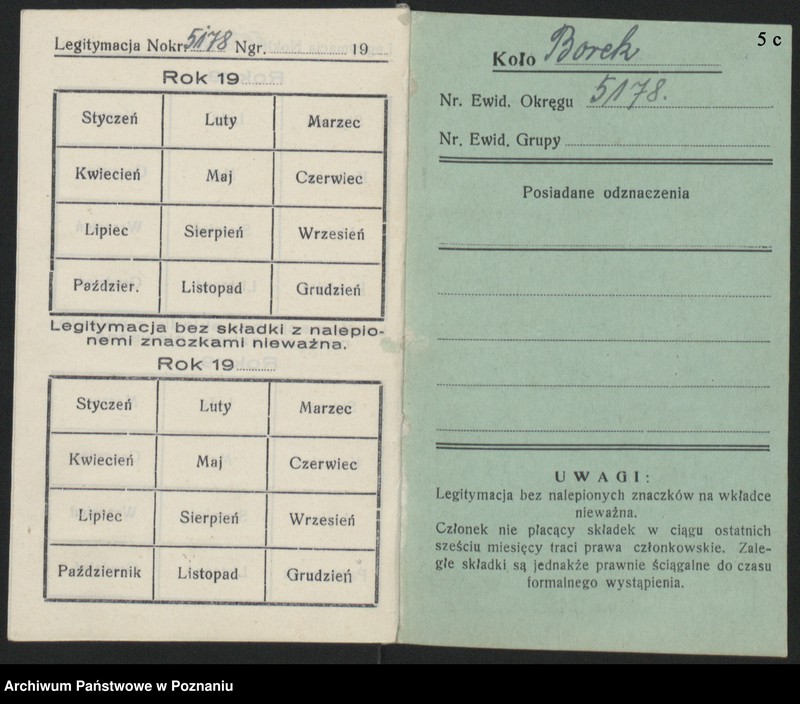 Legitymacja Nokr. 5178 Ngr. 19
Rok 19
Styczeń Luty Marzec
Kwiecień Maj Czerwiec
Lipiec Sierpień Wrzesień
Paździer. Listopad Grudzień
Legitymacja bez składki z nalepio-
nemi znaczkami nieważna.
Rok 19
Styczeń Luty Marzec
Kwiecień Maj Czerwiec
Lipiec Sierpień Wrzesień
Październik Listopad Grudzień
5 c
Koło Borek
Nr. Ewid. Okręgu 5178.
Nr. Ewid. Grupy
Posiadane odznaczenia
UWAGI:
Legitymacja bez nalepionych znaczków na wkładce
nieważna.
Członek nie płacący składek w ciągu ostatnich
sześciu miesięcy traci prawa członkowskie. Zale-
głe składki są jednakże prawnie ściągalne do czasu
formalnego wystąpienia.
Archiwum Państwowe w Poznaniu